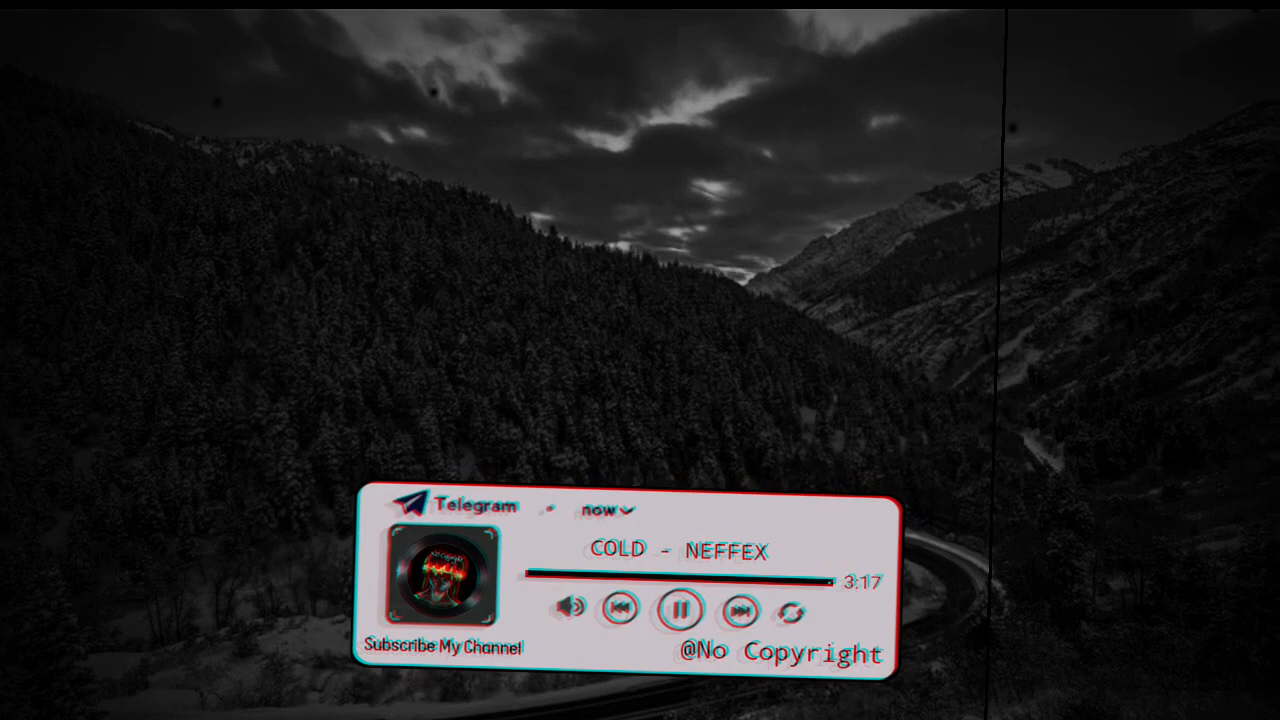 Telegram • now
COLD - NEFFEX
3:17
Subscribe My Channel
@No Copyright